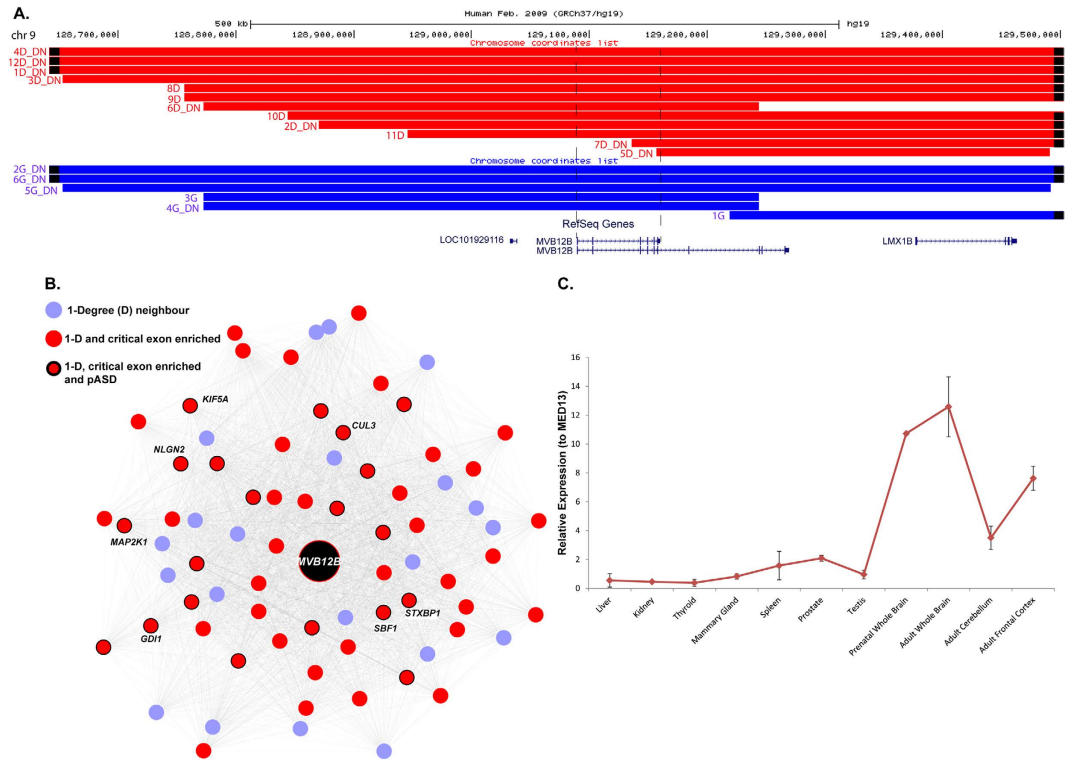 A.
Human Feb. 2009 (GRCh37/hg19)
500 kb hg19
chr 9 128,700,000 128,800,000 128,900,000 129,000,000 129,100,000 129,200,000 129,300,000 129,400,000 129,500,000
Chromosome coordinates list
4D_DN
12D_DN
1D_DN
3D_DN
8D
9D
6D_DN
10D
2D_DN
11D
7D_DN
5D_DN
Chromosome coordinates list
2G_DN
6G_DN
5G_DN
3G
4G_DN
1G
RefSeq Genes
LOC101929116 MVB12B LMX1B
MVB12B
B.
1-Degree (D) neighbour
1-D and critical exon enriched
1-D, critical exon enriched
and pASD
KIF5A
CUL3
NLGN2
MAP2K1
MVB12B
STXBP1
SBF1
GDI1
C.
Relative Expression (to MED13)
16
14
12
10
8
6
4
2
0
Liver
Kidney
Thyroid
Mammary Gland
Spleen
Prostate
Testis
Prenatal Whole Brain
Adult Whole Brain
Adult Cerebellum
Adult Frontal Cortex